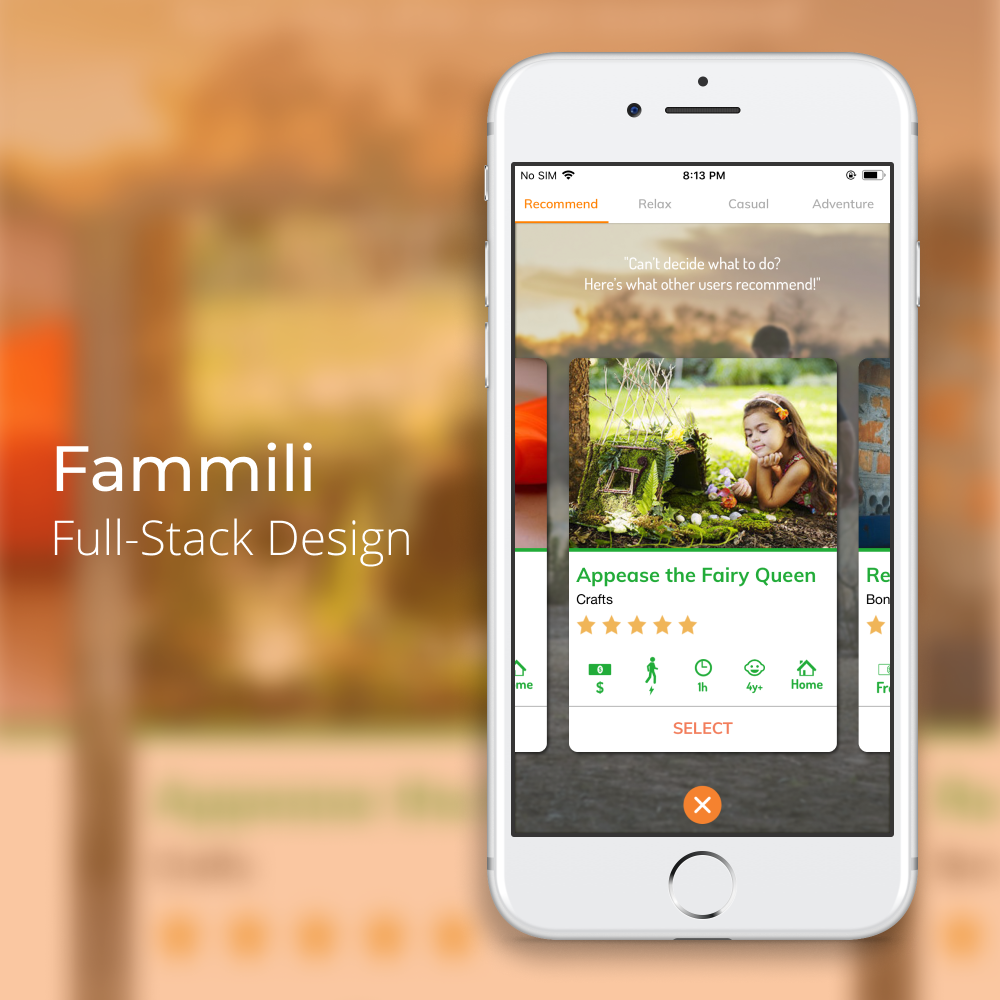 Fammili
Full-Stack Design
No SIM 8:13 PM
Recommend Relax Casual Adventure
"Can't decide what to do?
Here's what other users recommend!"
Appease the Fairy Queen
Crafts
$ 1h 4y+ Home
SELECT
me
Re
Bon
Fr